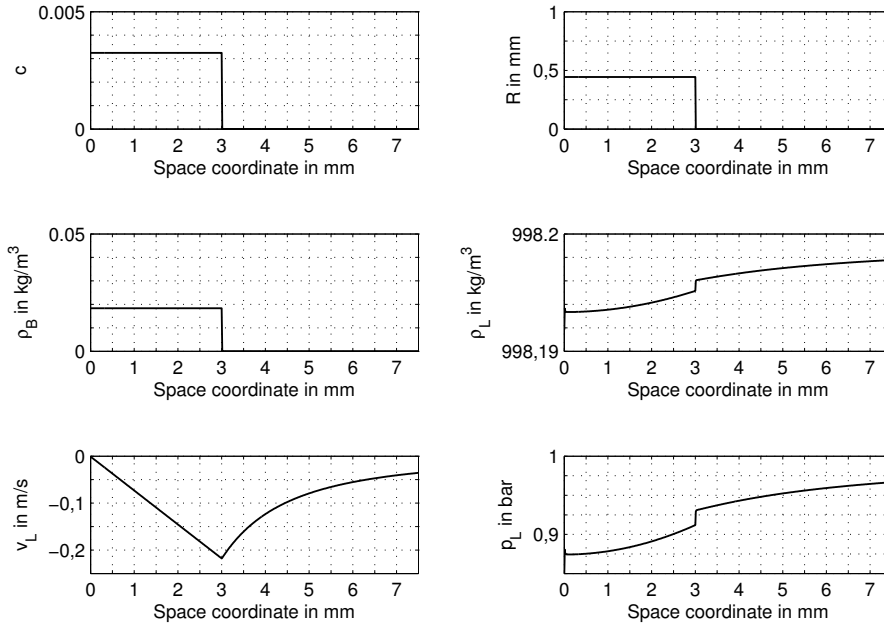 0.005
c
0
0 1 2 3 4 5 6 7
Space coordinate in mm
1
R in mm
0,5
0
0 1 2 3 4 5 6 7
Space coordinate in mm
0.05
ρ_B in kg/m³
0
0 1 2 3 4 5 6 7
Space coordinate in mm
998.2
ρ_L in kg/m³
998,19
0 1 2 3 4 5 6 7
Space coordinate in mm
0
v_L in m/s
−0,1
−0,2
0 1 2 3 4 5 6 7
Space coordinate in mm
1
p_L in bar
0,9
0 1 2 3 4 5 6 7
Space coordinate in mm